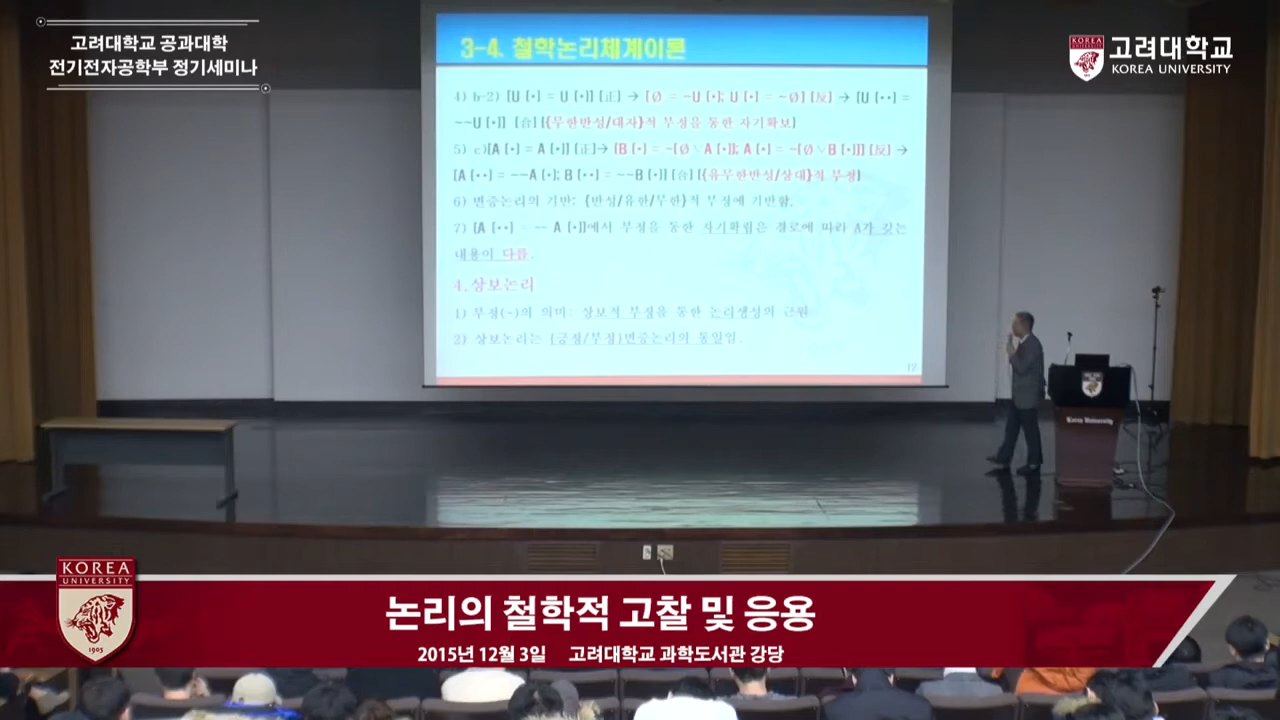 고려대학교 공과대학
전기전자공학부 정기세미나
KOREA
고려대학교
KOREA UNIVERSITY
3-4. 철학논리체계이론
4) b-2) [U [•] = U [•]] [正] → [Ø = ~U [•]; U [•] = ~Ø] [反] → [U [••] =
~~U [•]] [合] [{무한반성/대자}적 부정을 통한 자기확보]
5) c)[A [•] = A [•]] [正]→ [B [•] = ~[Ø∨A [•]]; A [•] = ~[Ø∨B [•]]] [反] →
[A [••] = ~~A [•]; B [••] = ~~B [•]] [合] [{유무한반성/상대}적 부정]
6) 변증논리의 기반: {반성/유한/무한}적 부정에 기반함.
7) [A [••] ~~ A [•]]에서 부정을 통한 자기확립은 경로에 따라 A가 갖는
내용이 다름.
4. 상보논리
1) 부정(~)의 의미: 상보적 부정을 통한 논리생성의 근원
2) 상보논리는 {긍정/부정}변증논리의 통일임.
17
Korea University
KOREA
UNIVERSITY
1905
논리의 철학적 고찰 및 응용
2015년 12월 3일 고려대학교 과학도서관 강당